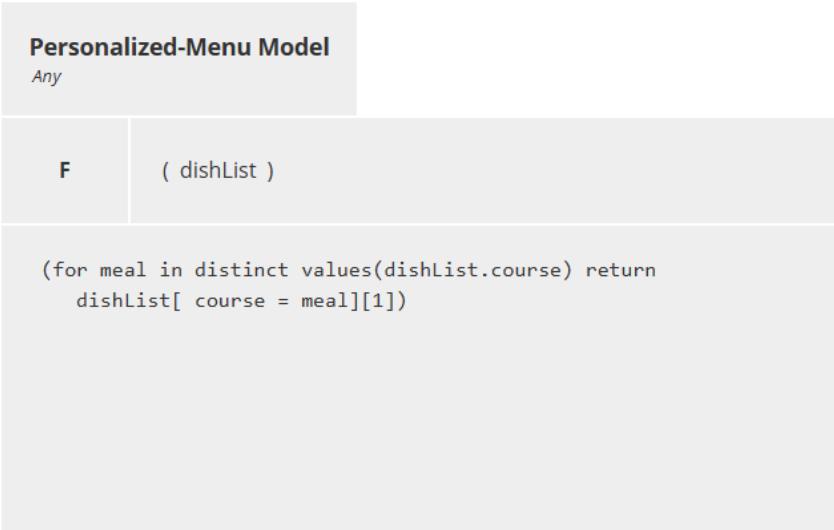 Personalized-Menu Model
Any
F
( dishList )
(for meal in distinct values(dishList.course) return
dishList[ course = meal][1])